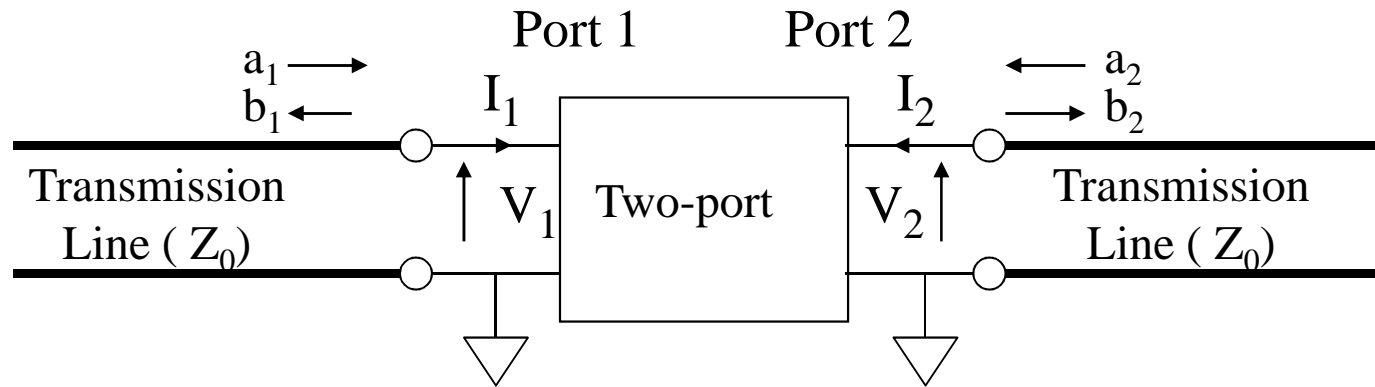 Port 1
Port 2
a₁
a₂
b₁
I₁
I₂
b₂
Transmission
Line ( Z₀)
V₁
Two-port
V₂
Transmission
Line ( Z₀)